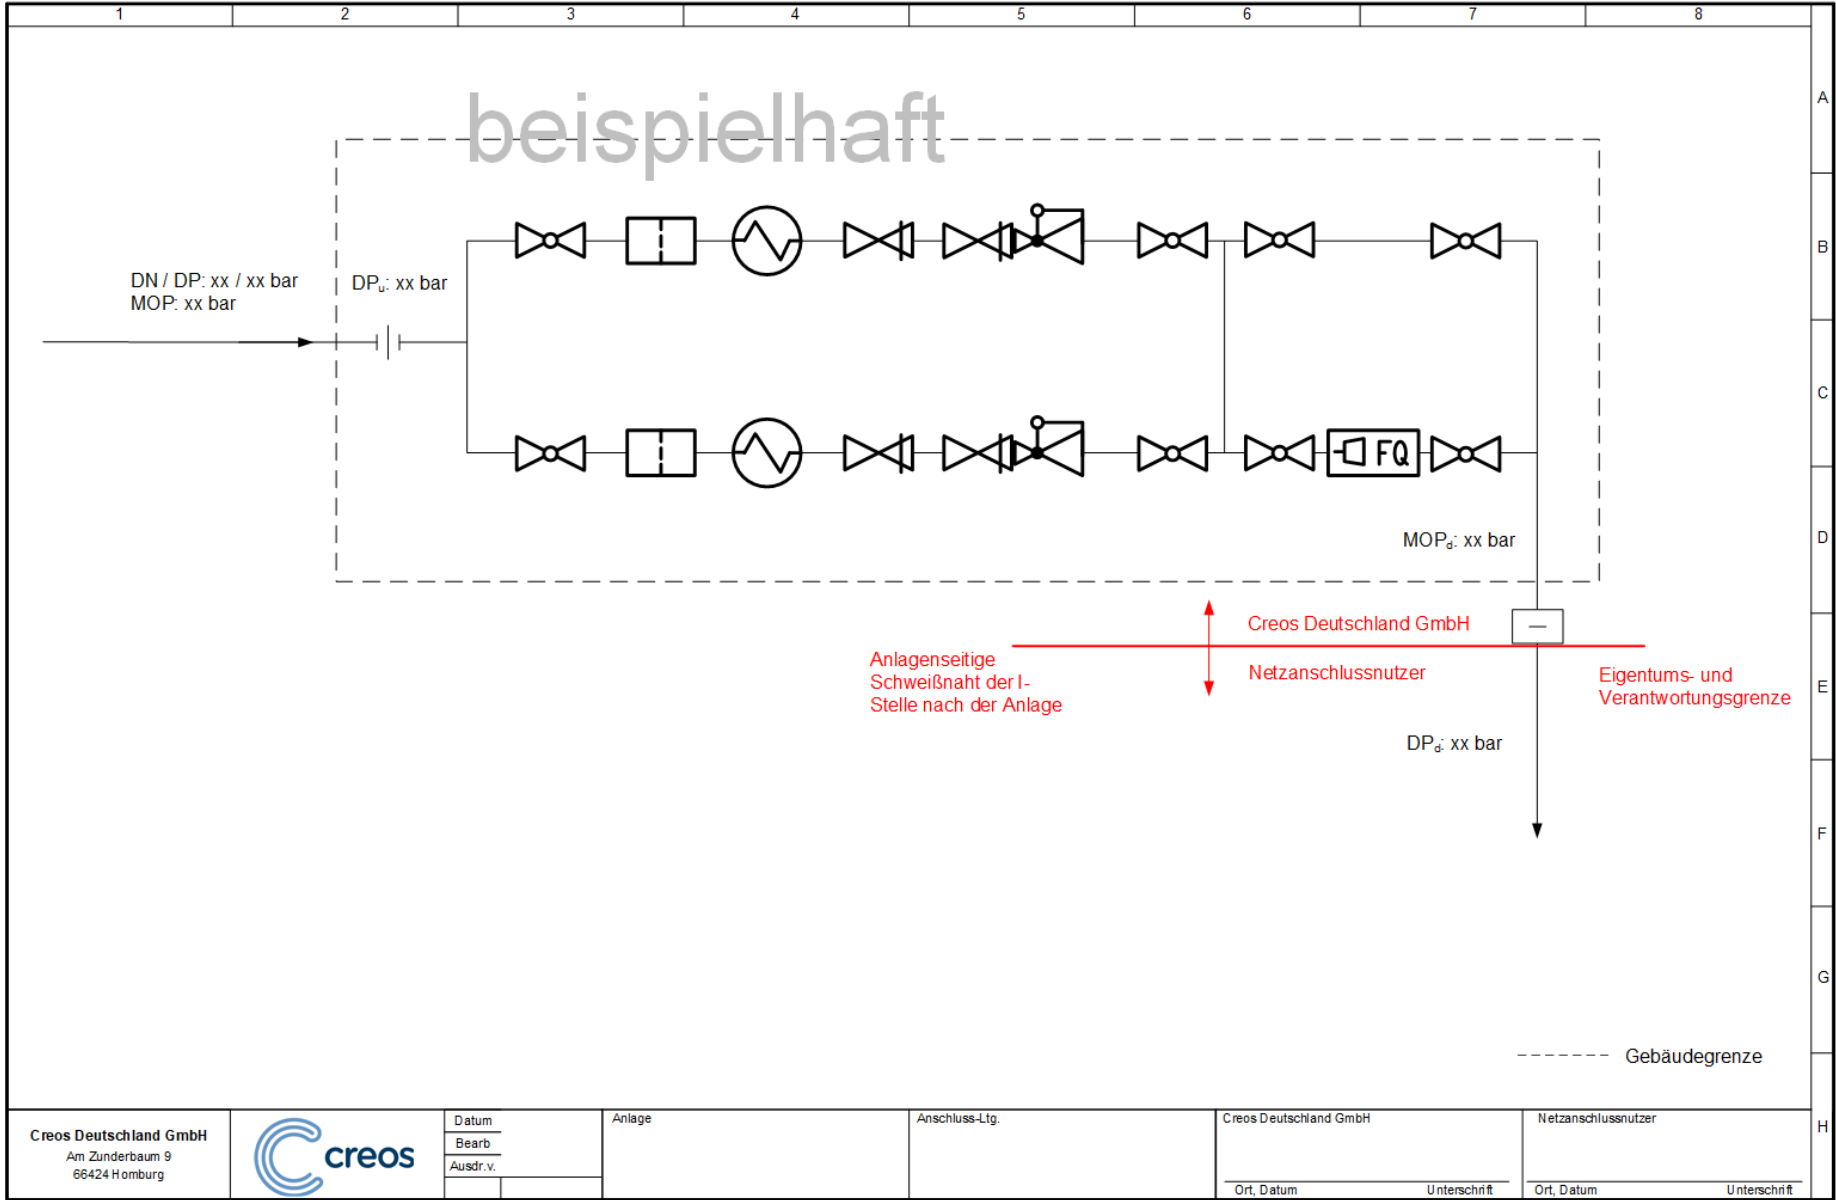 1 2 3 4 5 6 7 8
A
B
C
D
E
F
G
H
beispielhaft
DN / DP: xx / xx bar
MOP: xx bar
DPu: xx bar
FQ
MOPd: xx bar
Creos Deutschland GmbH
Netzanschlussnutzer
Anlagenseitige
Schweißnaht der I-
Stelle nach der Anlage
Eigentums- und
Verantwortungsgrenze
DPd: xx bar
Gebäudegrenze
Creos Deutschland GmbH
Am Zunderbaum 9
66424 Homburg
creos
Datum
Bearb
Ausdr.v.
Anlage
Anschluss-Ltg.
Creos Deutschland GmbH
Ort, Datum Unterschrift
Netzanschlussnutzer
Ort, Datum Unterschrift